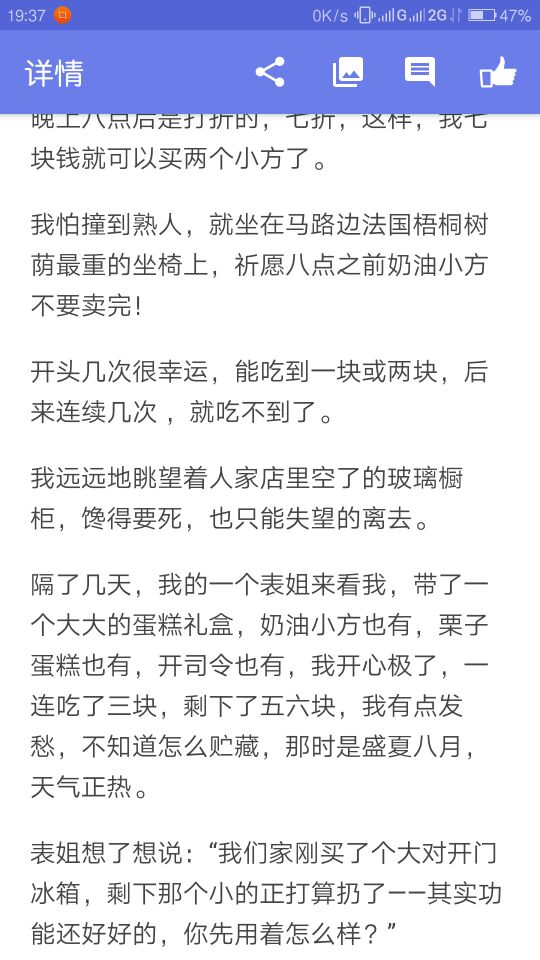 19:37 0K/s G 2G 47%
详情
晚上八点后是打折的，七折，这样，我七
块钱就可以买两个小方了。
我怕撞到熟人，就坐在马路边法国梧桐树
荫最重的坐椅上，祈愿八点之前奶油小方
不要卖完！
开头几次很幸运，能吃到一块或两块，后
来连续几次 ，就吃不到了。
我远远地眺望着人家店里空了的玻璃橱
柜，馋得要死，也只能失望的离去。
隔了几天，我的一个表姐来看我，带了一
个大大的蛋糕礼盒，奶油小方也有，栗子
蛋糕也有，开司令也有，我开心极了，一
连吃了三块，剩下了五六块，我有点发
愁，不知道怎么贮藏，那时是盛夏八月，
天气正热。
表姐想了想说：“我们家刚买了个大对开门
冰箱，剩下那个小的正打算扔了——其实功
能还好好的，你先用着怎么样？”